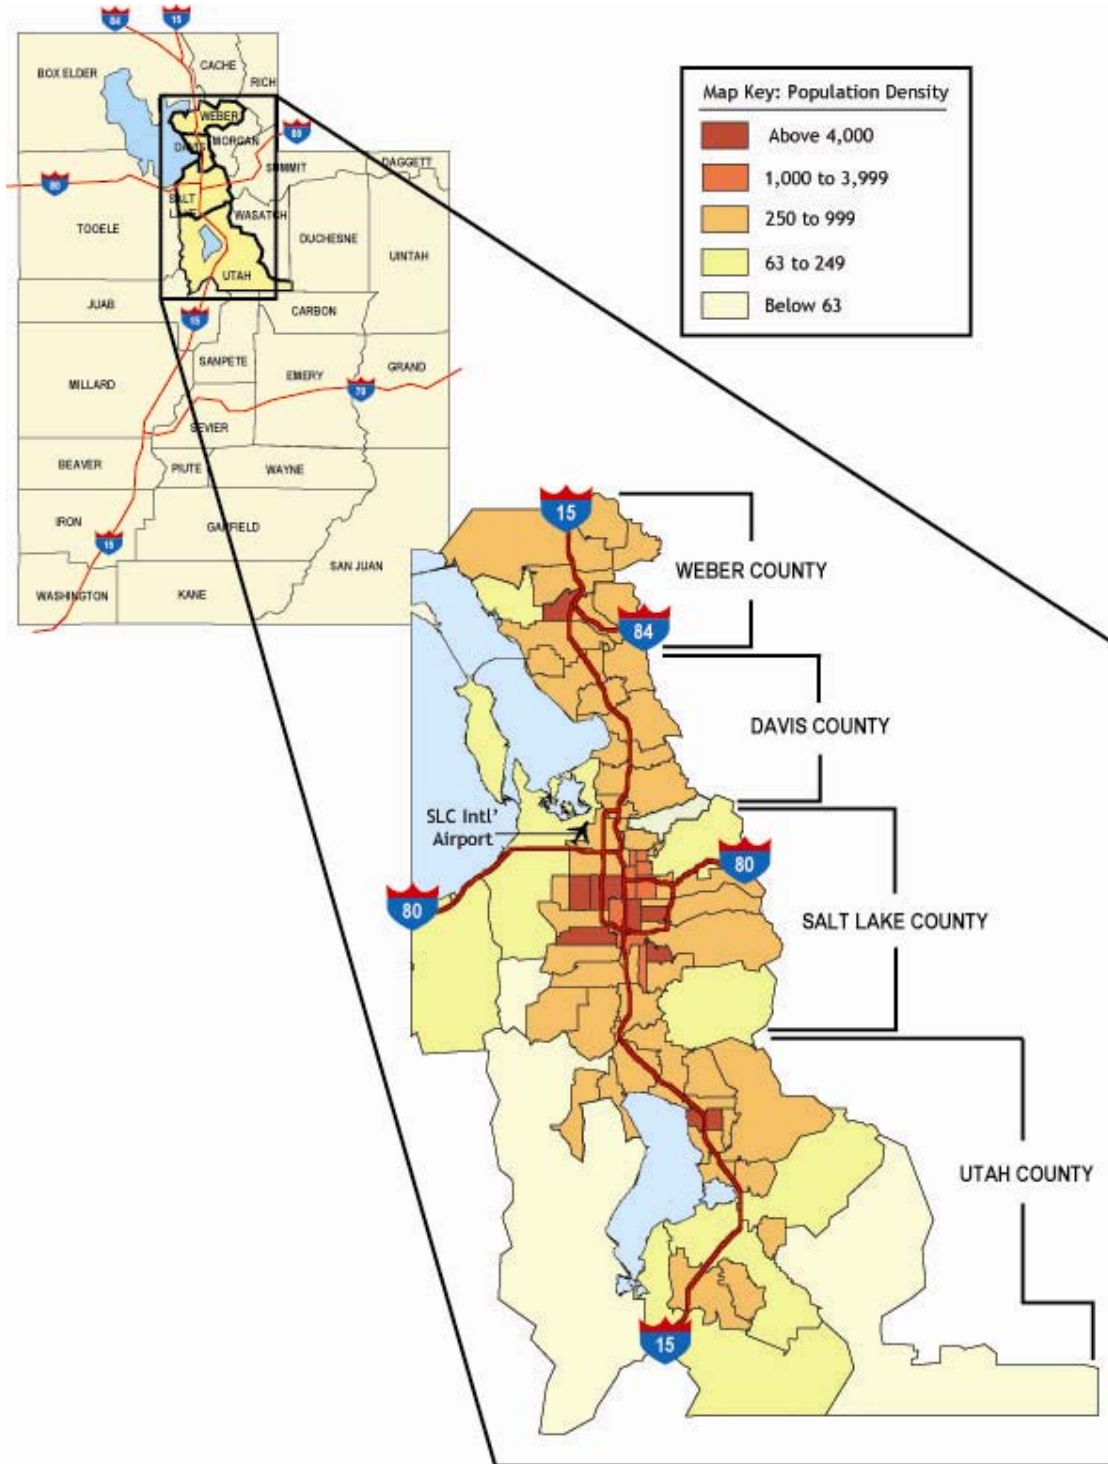 84
15
BOX ELDER
CACHE
RICH
WEBER
DAVIS
MORGAN
80
SUMMIT
DAGGETT
80
SALT
LAKE
WASATCH
TOOELE
DUCHESNE
UINTAH
UTAH
JUAB
15
CARBON
SANPETE
EMERY
GRAND
MILLARD
70
SEVIER
BEAVER
PIUTE
WAYNE
IRON
GARFIELD
15
SAN JUAN
WASHINGTON
KANE
Map Key: Population Density
Above 4,000
1,000 to 3,999
250 to 999
63 to 249
Below 63
15
WEBER COUNTY
84
DAVIS COUNTY
SLC Intl'
Airport
80
80
SALT LAKE COUNTY
UTAH COUNTY
15